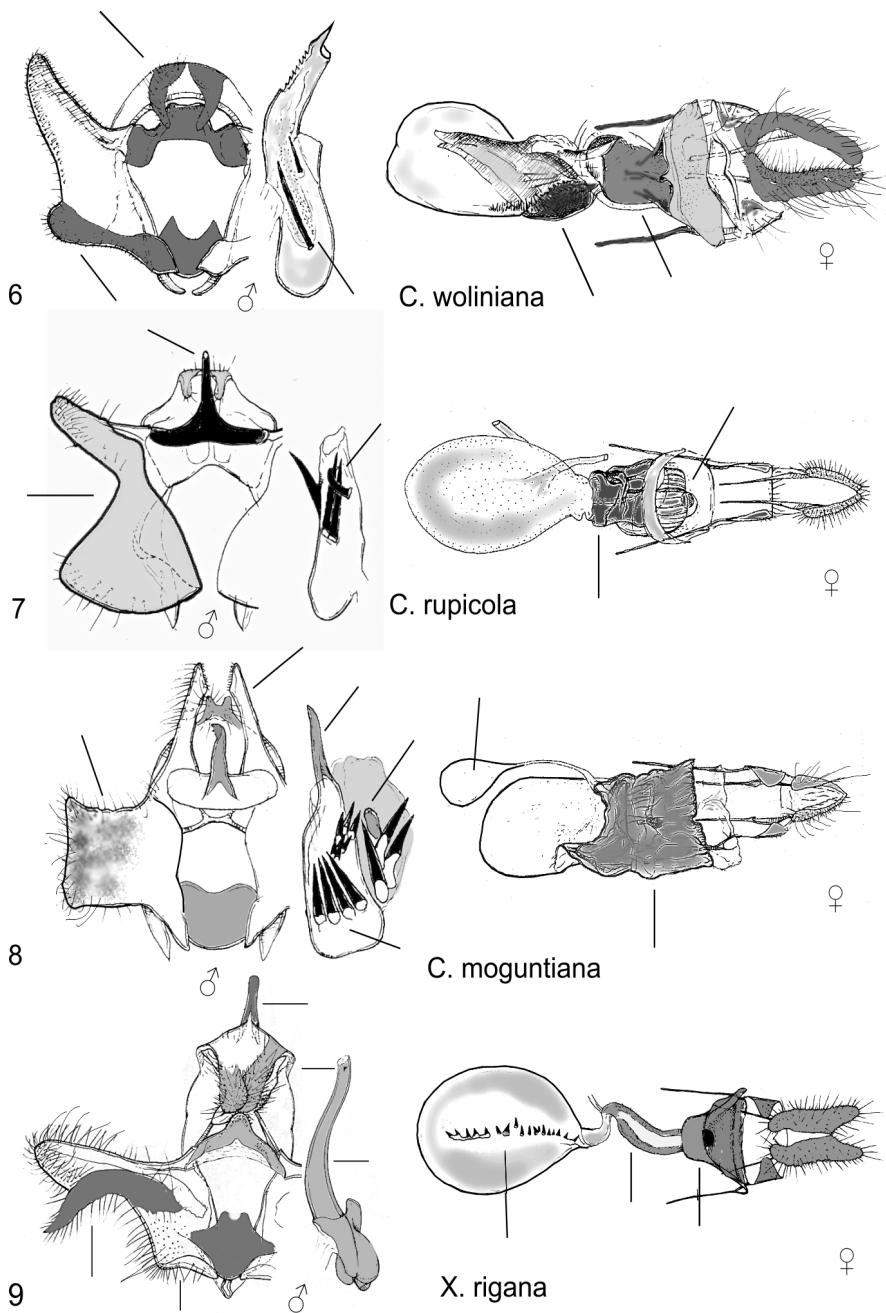 6 ♂ C. woliniana ♀
7 ♂ C. rupicola ♀
8 ♂ C. moguntiana ♀
9 ♂ X. rigana ♀